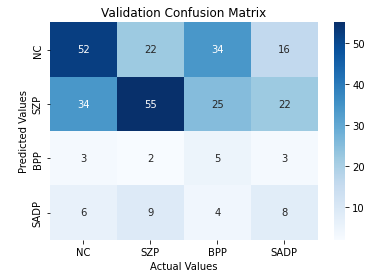 Validation Confusion Matrix
NC 52 22 34 16
SZP 34 55 25 22
BPP 3 2 5 3
SADP 6 9 4 8
NC SZP BPP SADP
Actual Values
Predicted Values
50
40
30
20
10